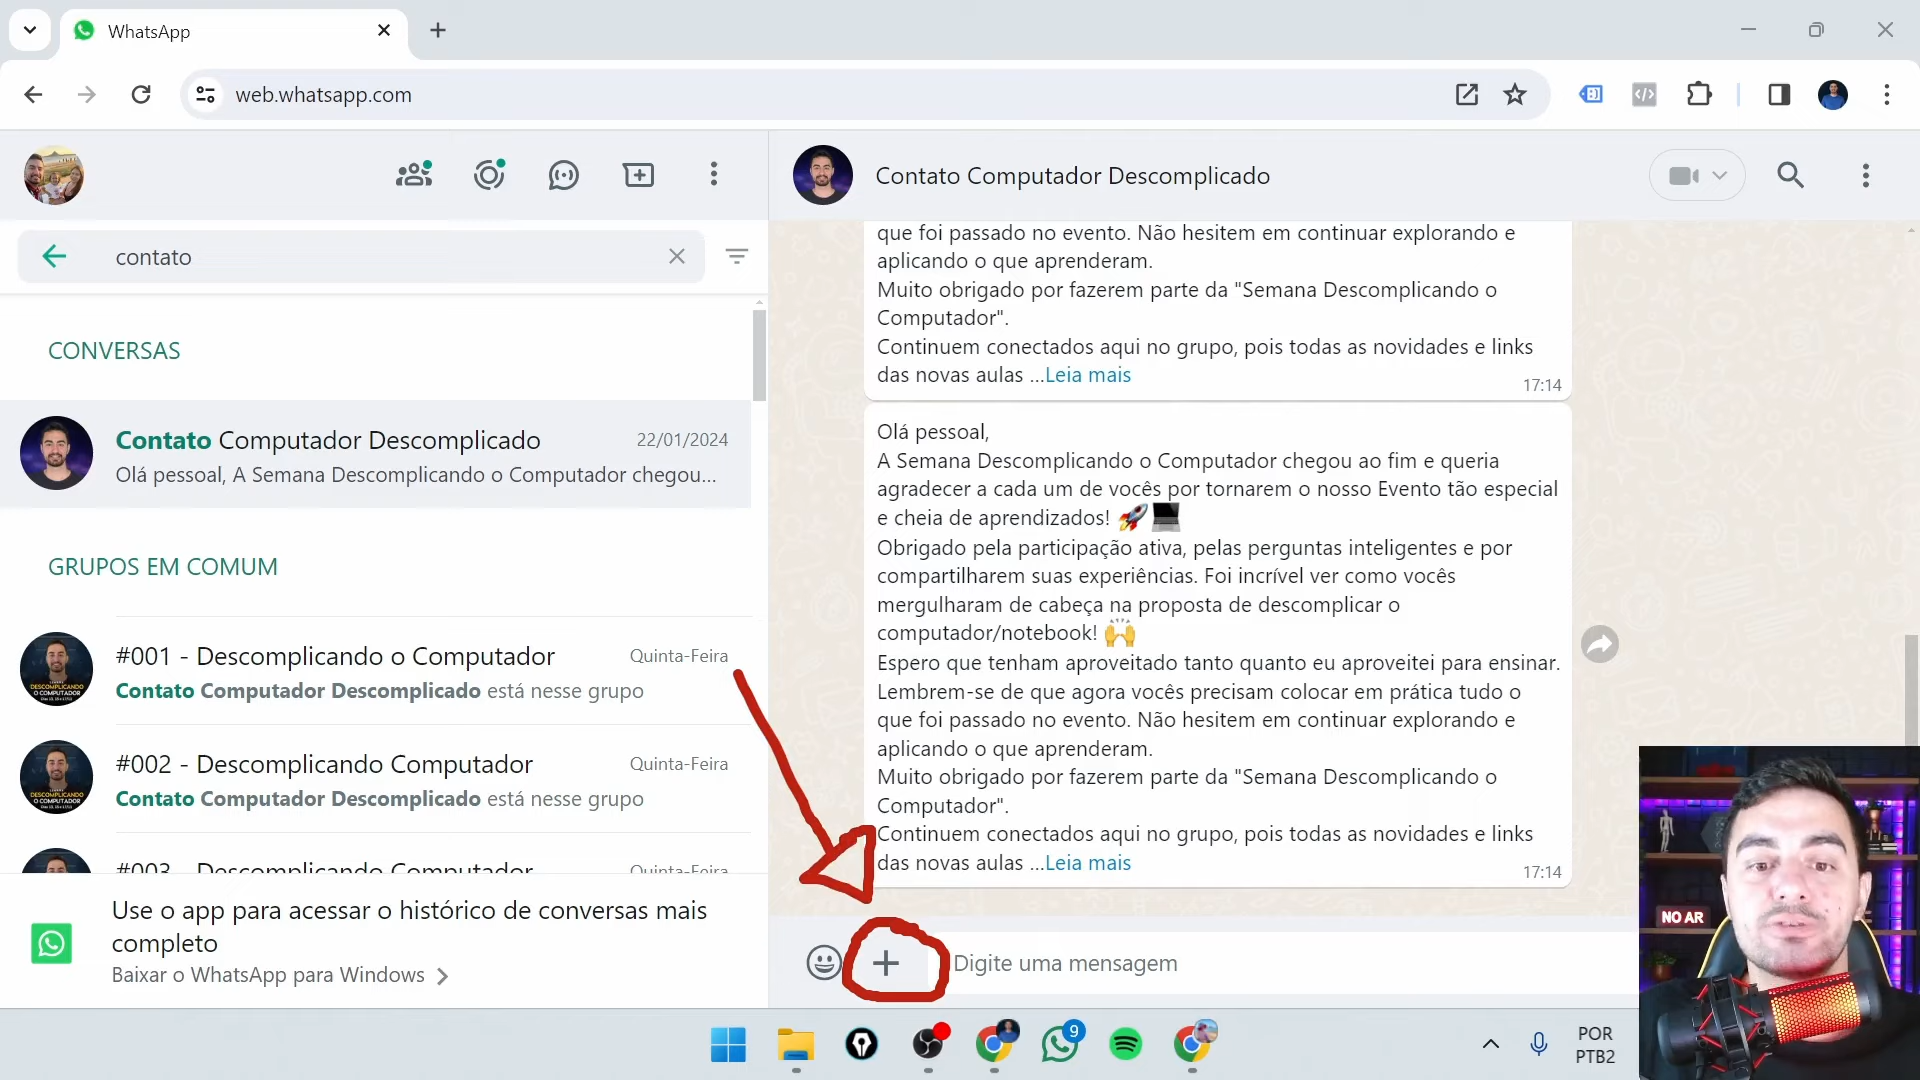 WhatsApp
web.whatsapp.com
contato
CONVERSAS
Contato Computador Descomplicado
22/01/2024
Olá pessoal, A Semana Descomplicando o Computador chegou...
GRUPOS EM COMUM
#001 - Descomplicando o Computador
Quinta-Feira
Contato Computador Descomplicado está nesse grupo
#002 - Descomplicando Computador
Quinta-Feira
Contato Computador Descomplicado está nesse grupo
#003 - Descomplicando Computador
Quinta-Feira
Use o app para acessar o histórico de conversas mais
completo
Baixar o WhatsApp para Windows
Contato Computador Descomplicado
que foi passado no evento. Não hesitem em continuar explorando e
aplicando o que aprenderam.
Muito obrigado por fazerem parte da "Semana Descomplicando o
Computador".
Continuem conectados aqui no grupo, pois todas as novidades e links
das novas aulas ...Leia mais
17:14
Olá pessoal,
A Semana Descomplicando o Computador chegou ao fim e queria
agradecer a cada um de vocês por tornarem o nosso Evento tão especial
e cheia de aprendizados! 🚀💻
Obrigado pela participação ativa, pelas perguntas inteligentes e por
compartilharem suas experiências. Foi incrível ver como vocês
mergulharam de cabeça na proposta de descomplicar o
computador/notebook! 🙌
Espero que tenham aproveitado tanto quanto eu aproveitei para ensinar.
Lembrem-se de que agora vocês precisam colocar em prática tudo o
que foi passado no evento. Não hesitem em continuar explorando e
aplicando o que aprenderam.
Muito obrigado por fazerem parte da "Semana Descomplicando o
Computador".
Continuem conectados aqui no grupo, pois todas as novidades e links
das novas aulas ...Leia mais
17:14
Digite uma mensagem
NO AR
9
POR
PTB2